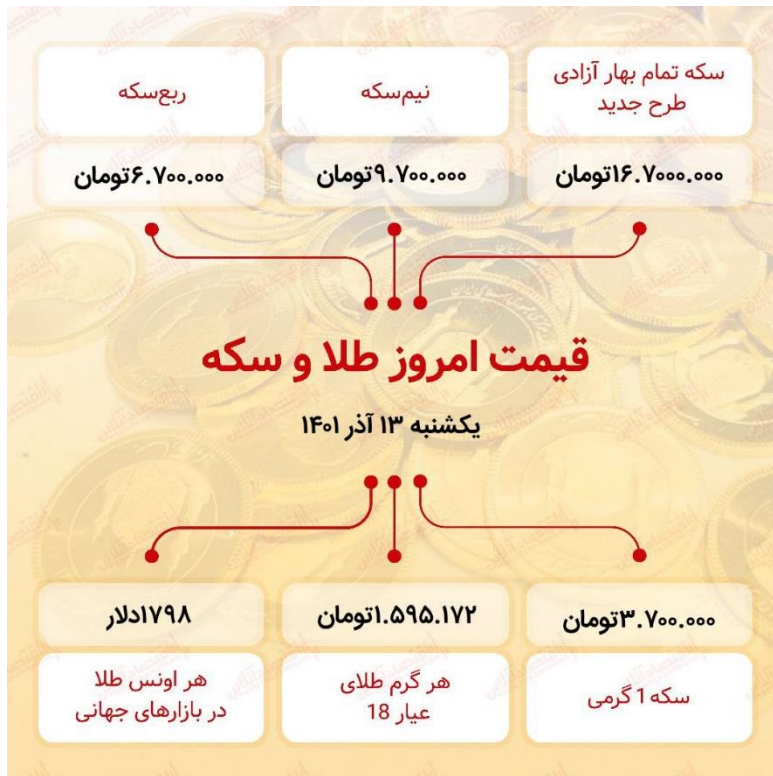 سکه تمام بهار آزادی
طرح جدید
۱۶.۷۰۰۰.۰۰۰تومان
نیم‌سکه
۹.۷۰۰.۰۰۰تومان
ربع‌سکه
۶.۷۰۰.۰۰۰تومان
قیمت امروز طلا و سکه
یکشنبه ۱۳ آذر ۱۴۰۱
۳.۷۰۰.۰۰۰تومان
سکه 1 گرمی
۱.۵۹۵.۱۷۲تومان
هر گرم طلای
عیار 18
۱۷۹۸دلار
هر اونس طلا
در بازارهای جهانی